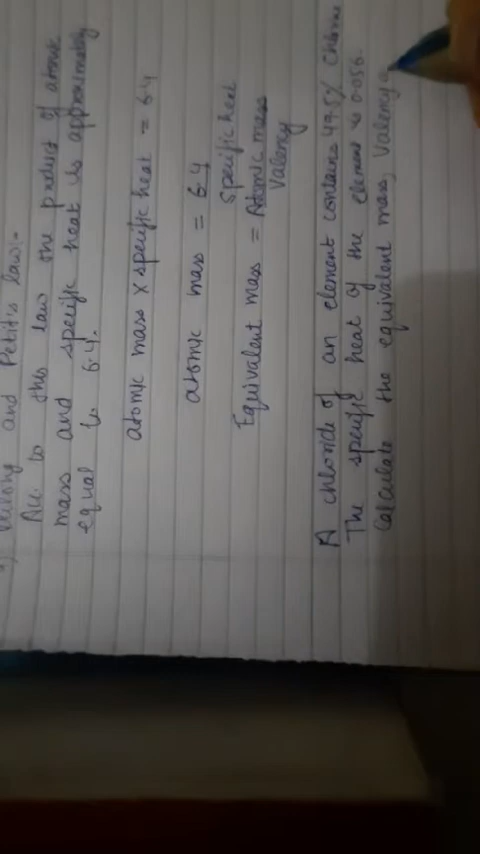 Dulong and Petit's law:-
Acc. to this law the product of atomic
mass and specific heat is approximately
equal to 6.4.
atomic mass x specific heat = 6.4
atomic mass = 6.4
specific heat
Equivalent mass = Atomic mass
Valency
A chloride of an element contains 49.5% chlorine
The specific heat of the element is 0.056.
Calculate the equivalent mass, Valency